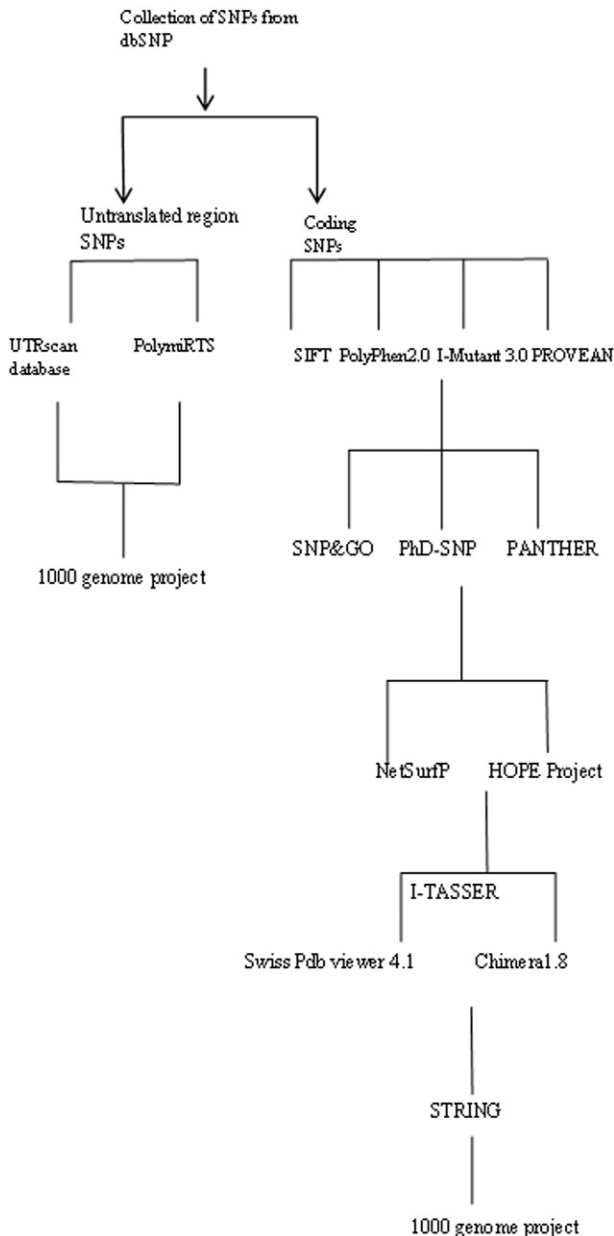 Collection of SNPs from
dbSNP
Untranslated region
SNPs
Coding
SNPs
UTRscan
database
PolymiRTS
SIFT PolyPhen2.0 I-Mutant 3.0 PROVEAN
SNP&GO PhD-SNP PANTHER
1000 genome project
NetSurfP HOPE Project
I-TASSER
Swiss Pdb viewer 4.1 Chimera1.8
STRING
1000 genome project